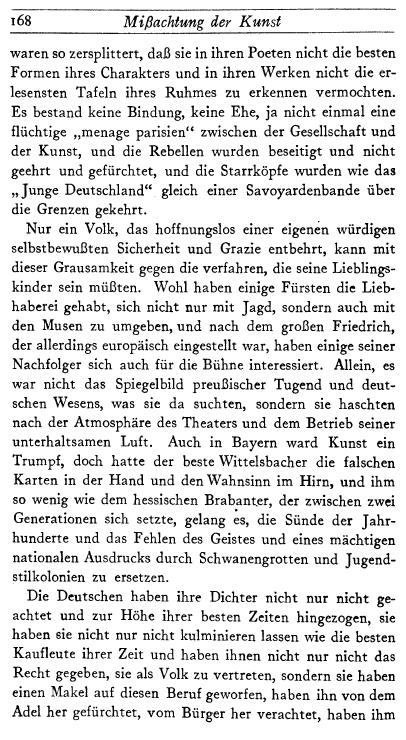 168 Mißachtung der Kunst
waren so zersplittert, daß sie in ihren Poeten nicht die besten
Formen ihres Charakters und in ihren Werken nicht die er-
lesensten Tafeln ihres Ruhmes zu erkennen vermochten.
Es bestand keine Bindung, keine Ehe, ja nicht einmal eine
flüchtige „menage parisien“ zwischen der Gesellschaft und
der Kunst, und die Rebellen wurden beseitigt und nicht
geehrt und gefürchtet, und die Starrköpfe wurden wie das
„Junge Deutschland“ gleich einer Savoyardenbande über
die Grenzen gekehrt.
Nur ein Volk, das hoffnungslos einer eigenen würdigen
selbstbewußten Sicherheit und Grazie entbehrt, kann mit
dieser Grausamkeit gegen die verfahren, die seine Lieblings-
kinder sein müßten. Wohl haben einige Fürsten die Lieb-
haberei gehabt, sich nicht nur mit Jagd, sondern auch mit
den Musen zu umgeben, und nach dem großen Friedrich,
der allerdings europäisch eingestellt war, haben einige seiner
Nachfolger sich auch für die Bühne interessiert. Allein, es
war nicht das Spiegelbild preußischer Tugend und deut-
schen Wesens, was sie da suchten, sondern sie haschten
nach der Atmosphäre des Theaters und dem Betrieb seiner
unterhaltsamen Luft. Auch in Bayern ward Kunst ein
Trumpf, doch hatte der beste Wittelsbacher die falschen
Karten in der Hand und den Wahnsinn im Hirn, und ihm
so wenig wie dem hessischen Brabanter, der zwischen zwei
Generationen sich setzte, gelang es, die Sünde der Jahr-
hunderte und das Fehlen des Geistes und eines mächtigen
nationalen Ausdrucks durch Schwanengrotten und Jugend-
stilkolonien zu ersetzen.
Die Deutschen haben ihre Dichter nicht nur nicht ge-
achtet und zur Höhe ihrer besten Zeiten hingezogen, sie
haben sie nicht nur nicht kulminieren lassen wie die besten
Kaufleute ihrer Zeit und haben ihnen nicht nur nicht das
Recht gegeben, sie als Volk zu vertreten, sondern sie haben
einen Makel auf diesen Beruf geworfen, haben ihn von dem
Adel her gefürchtet, vom Bürger her verachtet, haben ihm